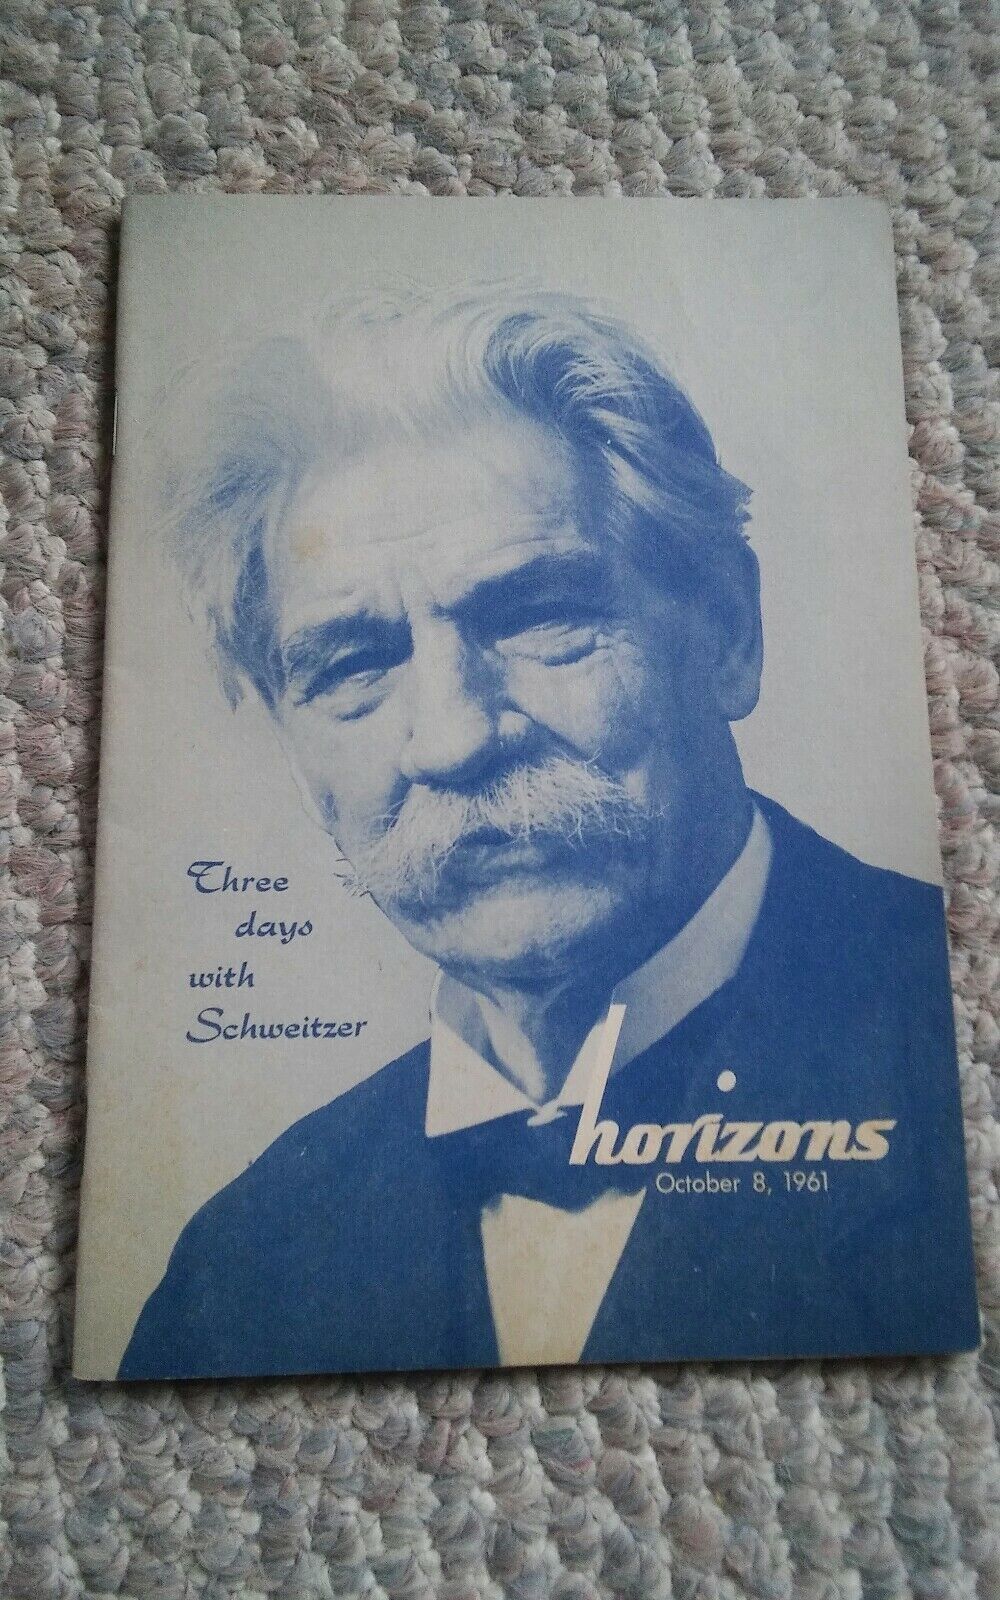 Three
days
with
Schweitzer
horizons
October 8, 1961